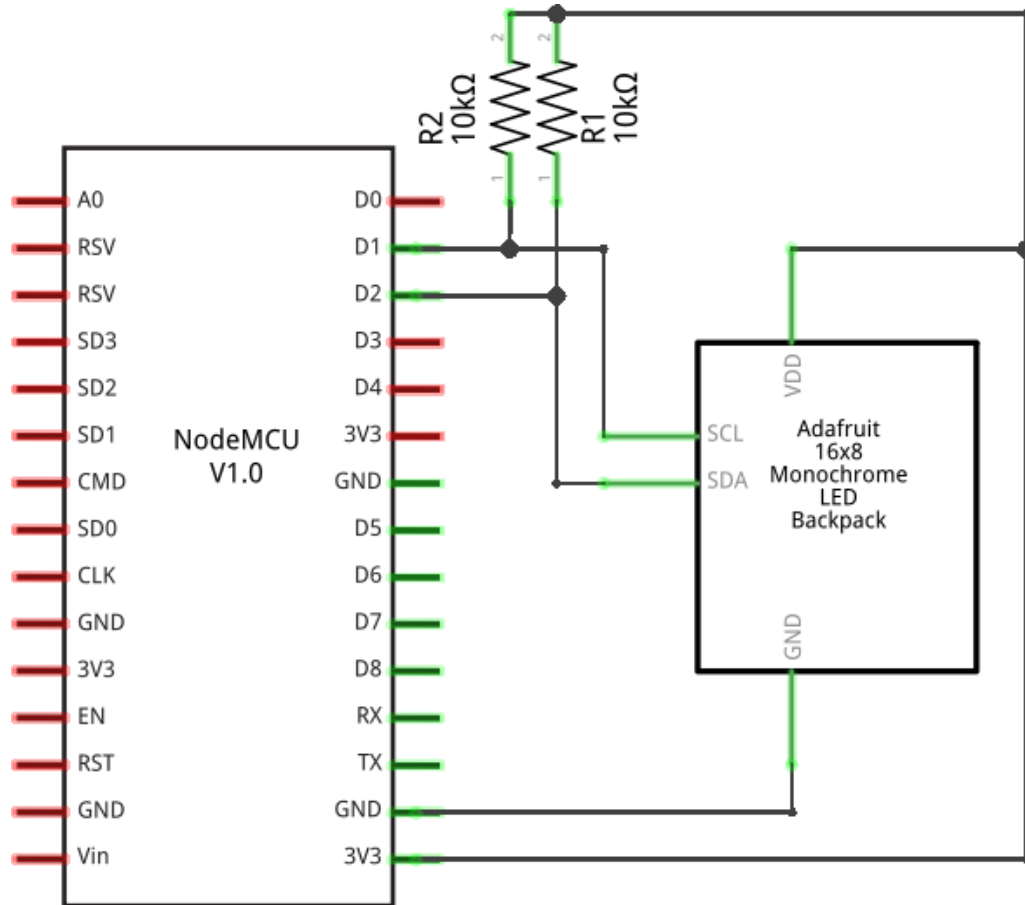 2
2
R2
10kΩ
R1
10kΩ
1
1
A0
RSV
RSV
SD3
SD2
SD1
CMD
SD0
CLK
GND
3V3
EN
RST
GND
Vin
NodeMCU
V1.0
D0
D1
D2
D3
D4
3V3
GND
D5
D6
D7
D8
RX
TX
GND
3V3
VDD
SCL
SDA
Adafruit
16x8
Monochrome
LED
Backpack
GND